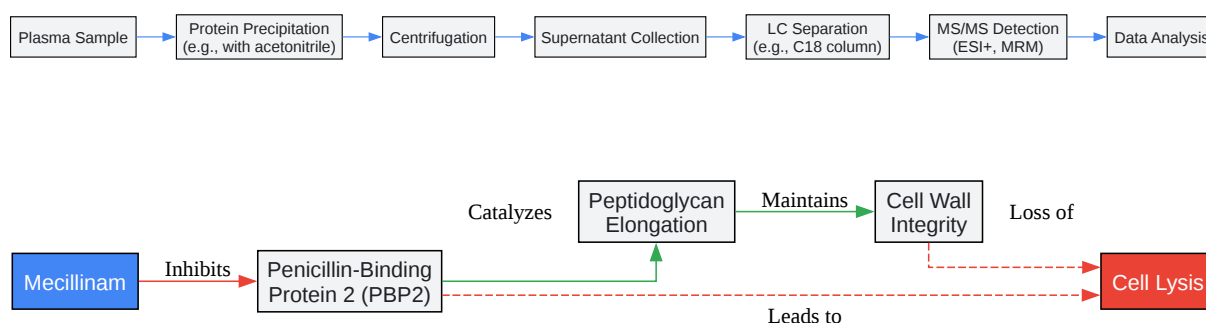 Plasma Sample
Protein Precipitation
(e.g., with acetonitrile)
Centrifugation
Supernatant Collection
LC Separation
(e.g., C18 column)
MS/MS Detection
(ESI+, MRM)
Data Analysis
Mecillinam
Inhibits
Penicillin-Binding
Protein 2 (PBP2)
Catalyzes
Peptidoglycan
Elongation
Maintains
Cell Wall
Integrity
Loss of
Leads to
Cell Lysis